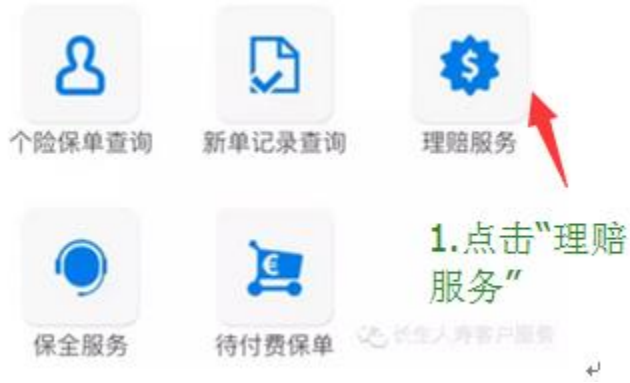 个险保单查询
新单记录查询
理赔服务
1.点击“理赔
服务”
保全服务
待付费保单
长生人寿客户服务